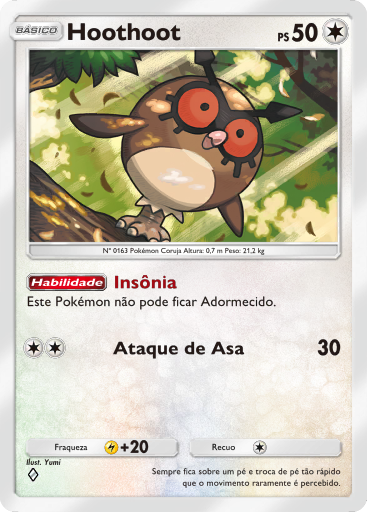 BÁSICO Hoothoot PS 50
Nº 0163 Pokémon Coruja Altura: 0,7 m Peso: 21,2 kg
Habilidade Insônia
Este Pokémon não pode ficar Adormecido.
Ataque de Asa 30
Fraqueza +20 Recuo
Ilust. Yumi
Sempre fica sobre um pé e troca de pé tão rápido
que o movimento raramente é percebido.